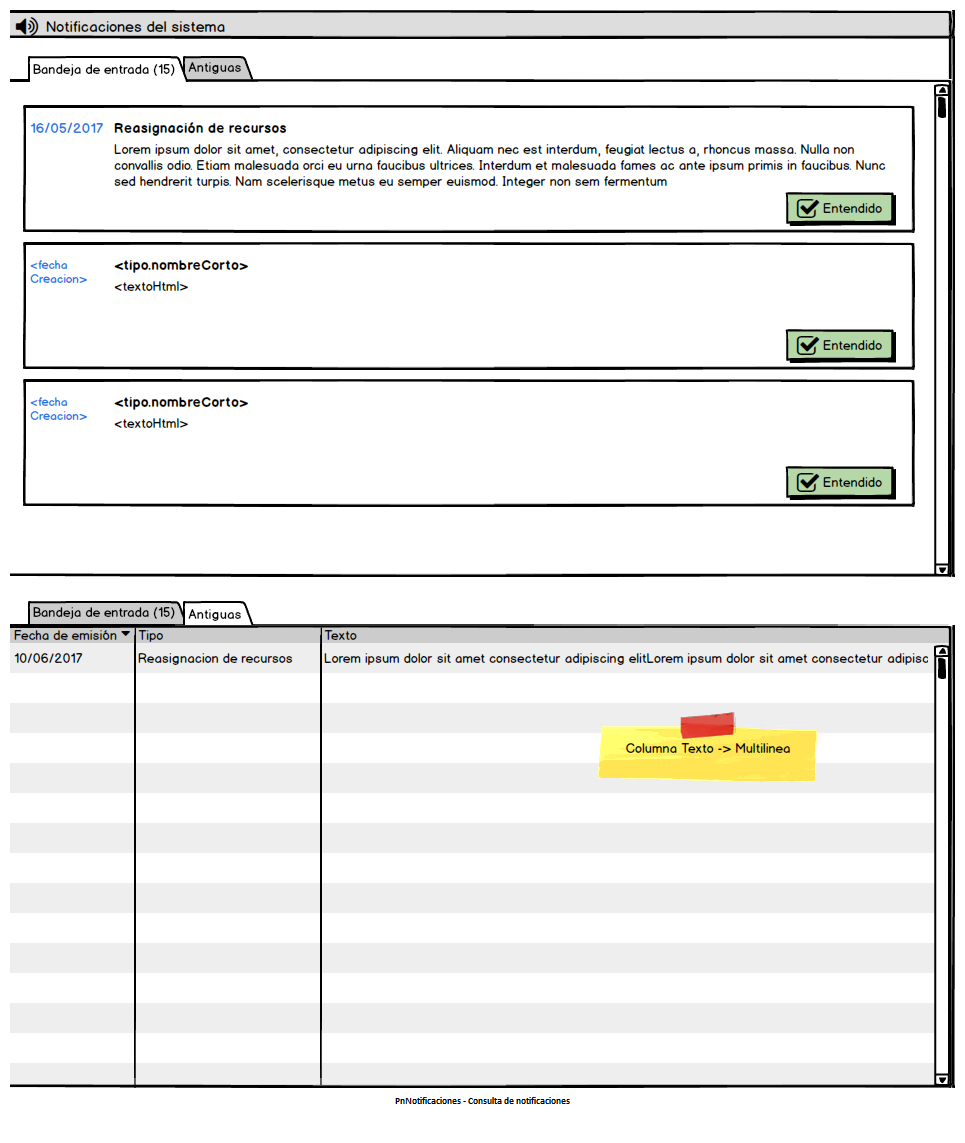 Notificaciones del sistema
Bandeja de entrada (15) Antiguas
16/05/2017 Reasignación de recursos
Lorem ipsum dolor sit amet, consectetur adipiscing elit. Aliquam nec est interdum, feugiat lectus a, rhoncus massa. Nulla non
convallis odio. Etiam malesuada orci eu urna faucibus ultrices. Interdum et malesuada fames ac ante ipsum primis in faucibus. Nunc
sed hendrerit turpis. Nam scelerisque metus eu semper euismod. Integer non sem fermentum
Entendido
<fecha
Creacion>
<tipo.nombreCorto>
<textoHtml>
Entendido
<fecha
Creacion>
<tipo.nombreCorto>
<textoHtml>
Entendido
Bandeja de entrada (15) Antiguas
Fecha de emisión Tipo Texto
10/06/2017 Reasignacion de recursos Lorem ipsum dolor sit amet consectetur adipiscing elitLorem ipsum dolor sit amet consectetur adipisc
Columna Texto -> Multilinea
PnNotificaciones - Consulta de notificaciones